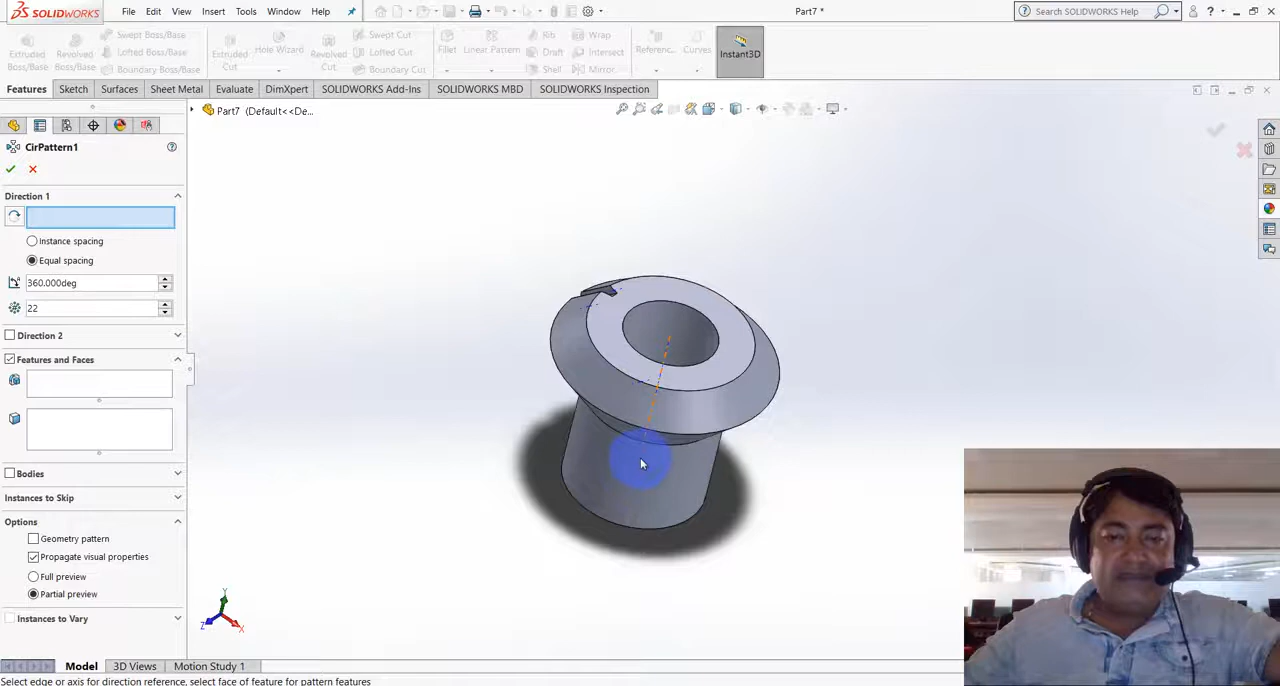 SOLIDWORKS File Edit View Insert Tools Window Help Part7 * Search SOLIDWORKS Help
Extruded Boss/Base Revolved Boss/Base Swept Boss/Base Lofted Boss/Base Boundary Boss/Base Extruded Cut Hole Wizard Revolved Cut Swept Cut Lofted Cut Boundary Cut Fillet Linear Pattern Rib Draft Shell Wrap Intersect Mirror Referenc... Curves Instant3D
Features Sketch Surfaces Sheet Metal Evaluate DimXpert SOLIDWORKS Add-Ins SOLIDWORKS MBD SOLIDWORKS Inspection
Part7 (Default<<De...
CirPattern1
Direction 1
Instance spacing
Equal spacing
360.000deg
22
Direction 2
Features and Faces
Bodies
Instances to Skip
Options
Geometry pattern
Propagate visual properties
Full preview
Partial preview
Instances to Vary
Y
Z
X
Model 3D Views Motion Study 1
Select edge or axis for direction reference, select face of feature for pattern features